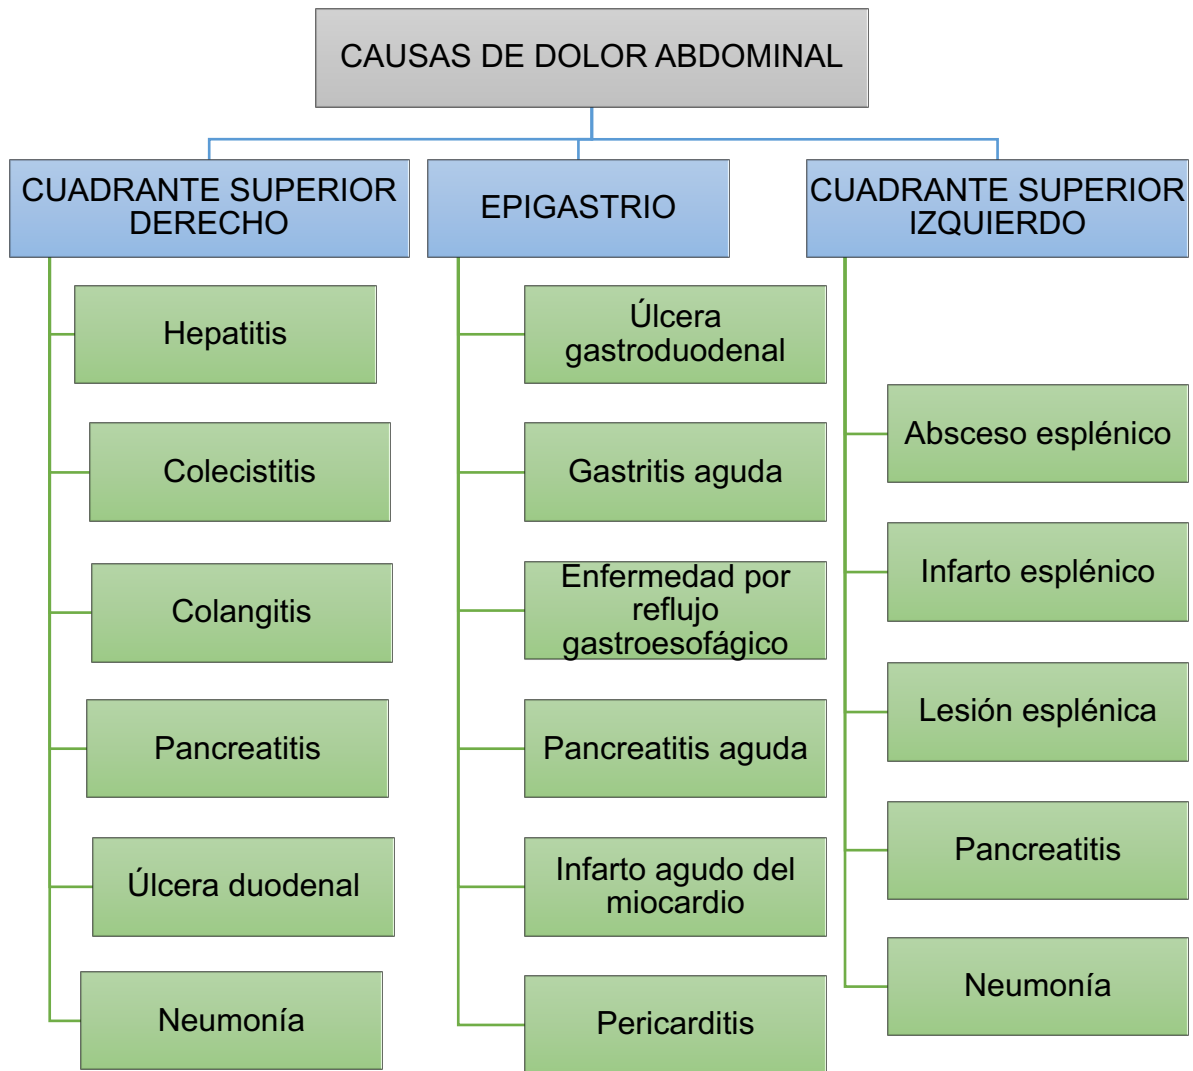 CAUSAS DE DOLOR ABDOMINAL
CUADRANTE SUPERIOR
DERECHO
Hepatitis
Colecistitis
Colangitis
Pancreatitis
Úlcera duodenal
Neumonía
EPIGASTRIO
Úlcera
gastroduodenal
Gastritis aguda
Enfermedad por
reflujo
gastroesofágico
Pancreatitis aguda
Infarto agudo del
miocardio
Pericarditis
CUADRANTE SUPERIOR
IZQUIERDO
Absceso esplénico
Infarto esplénico
Lesión esplénica
Pancreatitis
Neumonía